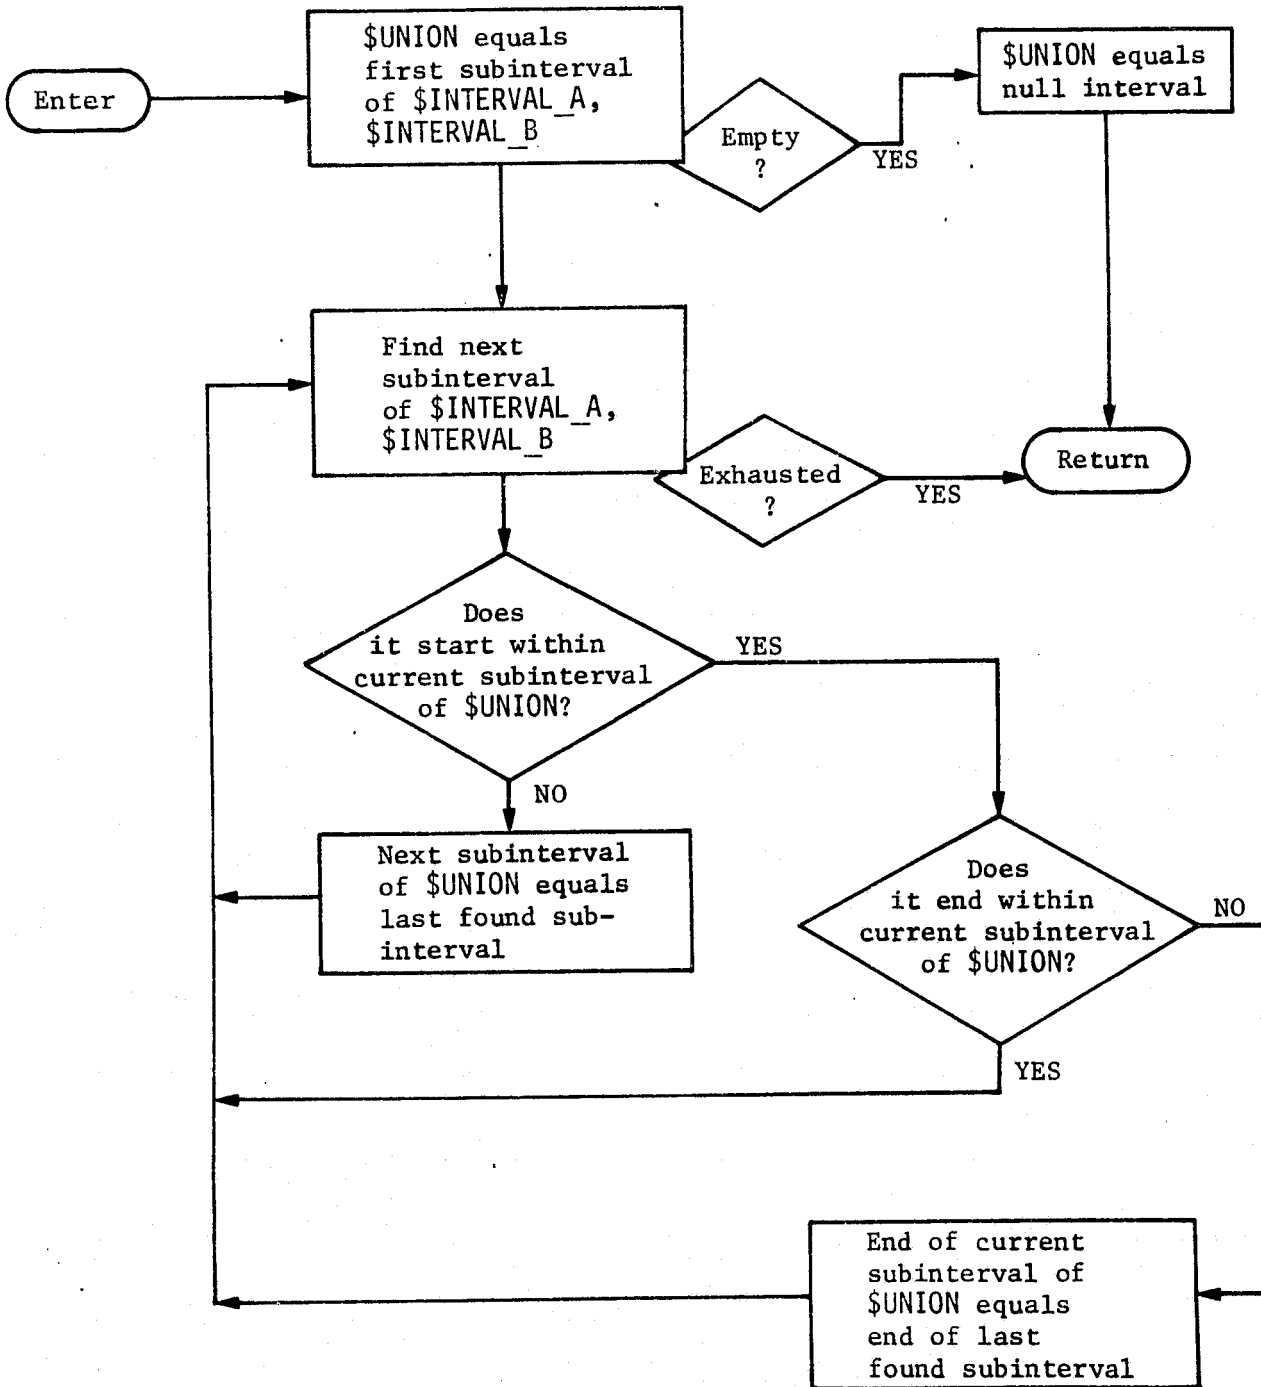 Enter
$UNION equals
first subinterval
of $INTERVAL_A,
$INTERVAL_B
Empty
?
YES
$UNION equals
null interval
Find next
subinterval
of $INTERVAL_A,
$INTERVAL_B
Exhausted
?
YES
Return
Does
it start within
current subinterval
of $UNION?
YES
NO
Next subinterval
of $UNION equals
last found sub-
interval
Does
it end within
current subinterval
of $UNION?
NO
YES
End of current
subinterval of
$UNION equals
end of last
found subinterval